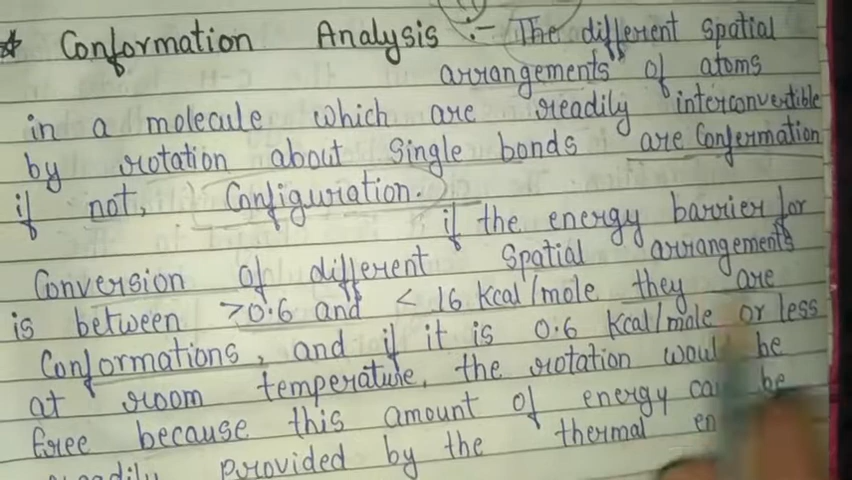 * Conformation Analysis :- The different spatial
arrangements" of atoms
in a molecule which are readily interconvertible
by rotation about single bonds are Confermation
if not, Configuration.
if the energy barrier for
Conversion of different spatial arrangements
is between >0.6 and < 16 Kcal/mole they are
Conformations, and if it is 0.6 Kcal/mole or less
at room temperature, the rotation would be
free because this amount of energy can be
readily provided by the thermal